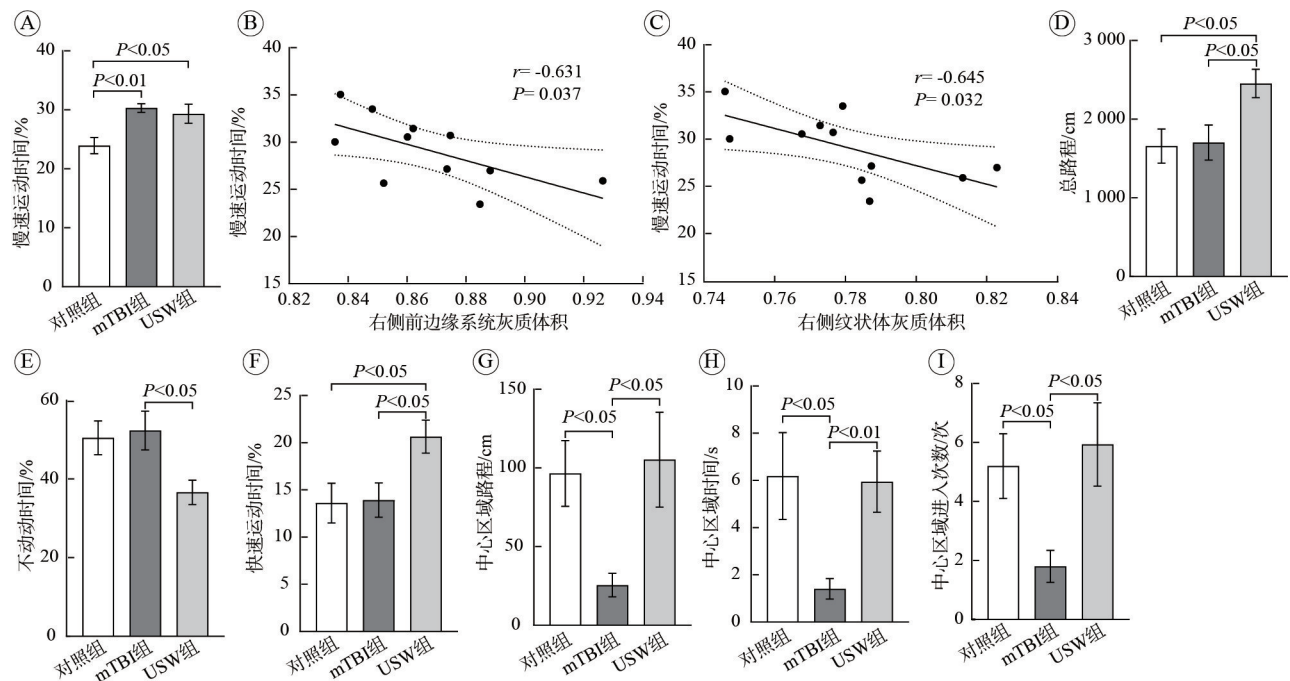 A
慢速运动时间/%
40
30
20
10
0
P<0.05
P<0.01
对照组
mTBI组
USW组
B
慢速运动时间/%
40
35
30
25
20
15
r= -0.631
P= 0.037
0.82 0.84 0.86 0.88 0.90 0.92 0.94
右侧前边缘系统灰质体积
C
慢速运动时间/%
40
35
30
25
20
15
r= -0.645
P= 0.032
0.74 0.76 0.78 0.80 0.82 0.84
右侧纹状体灰质体积
D
总路程/cm
3 000
2 000
1 000
0
P<0.05
P<0.05
对照组
mTBI组
USW组
E
不动动时间/%
60
40
20
0
P<0.05
对照组
mTBI组
USW组
F
快速运动时间/%
25
20
15
10
5
0
P<0.05
P<0.05
对照组
mTBI组
USW组
G
中心区域路程/cm
150
100
50
0
P<0.05
P<0.05
对照组
mTBI组
USW组
H
中心区域时间/s
10
8
6
4
2
0
P<0.05
P<0.01
对照组
mTBI组
USW组
I
中心区域进入次数/次
8
6
4
2
0
P<0.05
P<0.05
对照组
mTBI组
USW组